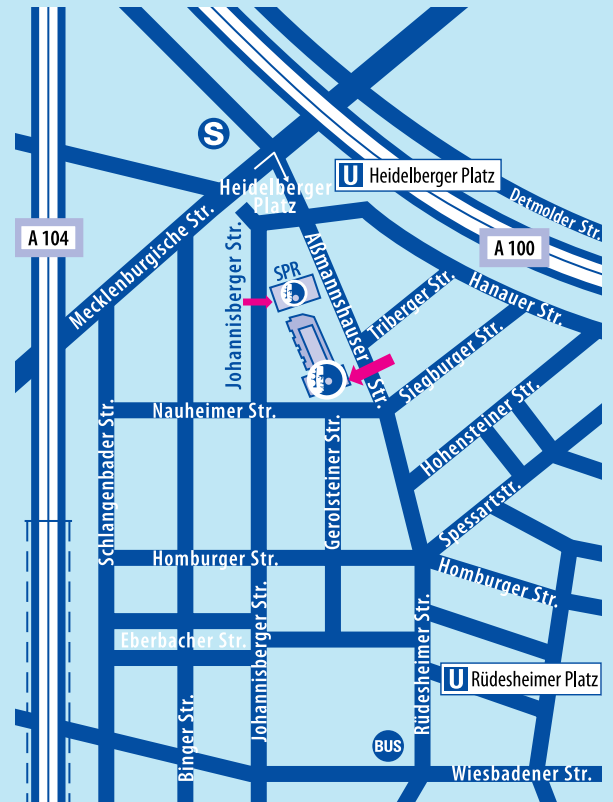 S
U Heidelberger Platz
Heidelberger
Platz
Detmolder Str.
A 104
A 100
Mecklenburgische Str.
Johannisberger Str.
SPR
Aßmannshauser
Str.
Hanauer Str.
Triberger Str.
Siegburger Str.
Nauheimer Str.
Schlangenbader Str.
Gerolsteiner Str.
Hohensteiner Str.
Spessartstr.
Homburger Str.
Homburger Str.
Eberbacher Str.
Johannisberger Str.
Rüdesheimer Str.
U Rüdesheimer Platz
Binger Str.
BUS
Wiesbadener Str.